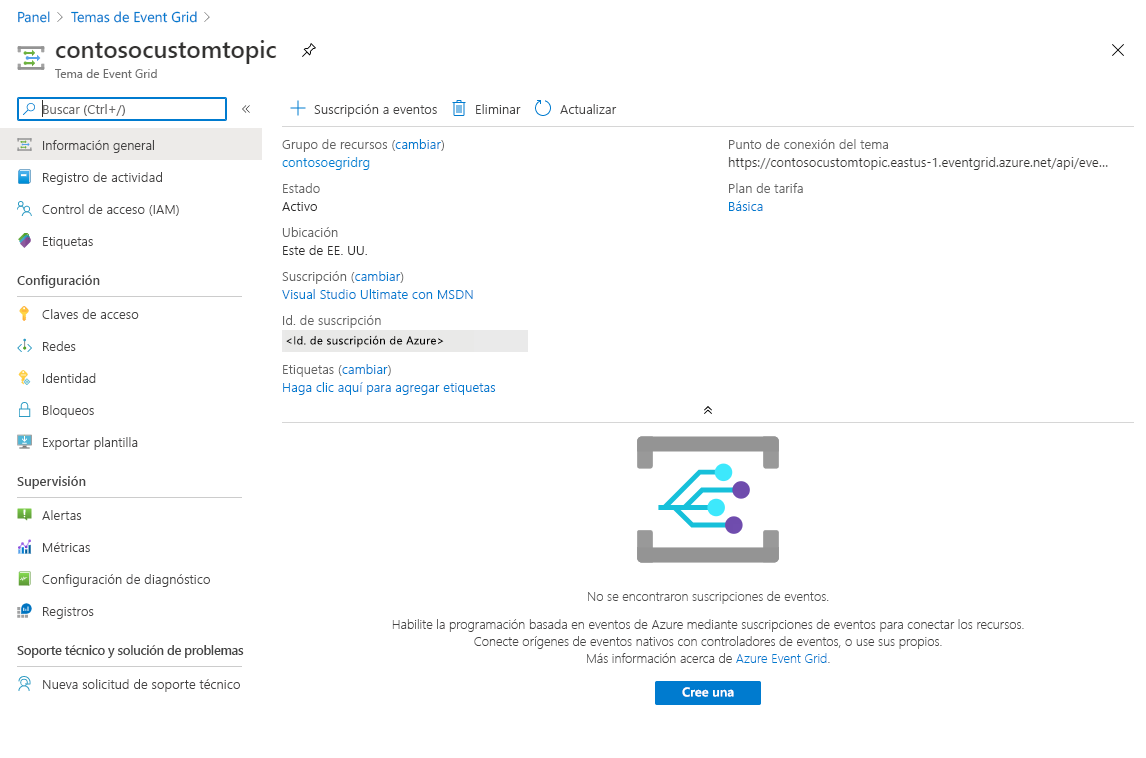 Panel > Temas de Event Grid >
contosocustomtopic
Tema de Event Grid
Buscar (Ctrl+/)
«
Información general
Registro de actividad
Control de acceso (IAM)
Etiquetas
Configuración
Claves de acceso
Redes
Identidad
Bloqueos
Exportar plantilla
Supervisión
Alertas
Métricas
Configuración de diagnóstico
Registros
Soporte técnico y solución de problemas
Nueva solicitud de soporte técnico
Suscripción a eventos Eliminar Actualizar
Grupo de recursos (cambiar)
contosoegridrg
Estado
Activo
Ubicación
Este de EE. UU.
Suscripción (cambiar)
Visual Studio Ultimate con MSDN
Id. de suscripción
<Id. de suscripción de Azure>
Etiquetas (cambiar)
Haga clic aquí para agregar etiquetas
Punto de conexión del tema
https://contosocustomtopic.eastus-1.eventgrid.azure.net/api/eve...
Plan de tarifa
Básica
No se encontraron suscripciones de eventos.
Habilite la programación basada en eventos de Azure mediante suscripciones de eventos para conectar los recursos.
Conecte orígenes de eventos nativos con controladores de eventos, o use sus propios.
Más información acerca de Azure Event Grid.
Cree una